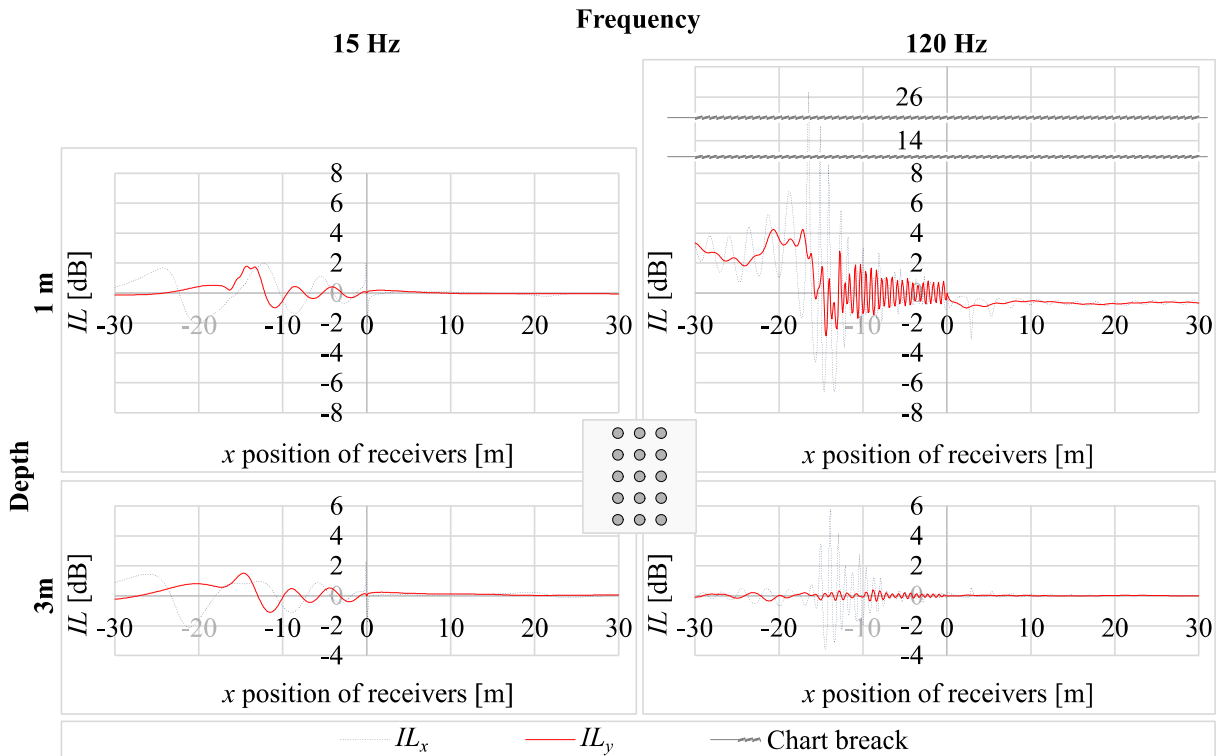 Frequency
15 Hz 120 Hz
Depth
1 m
IL [dB]
8
6
4
2
0
-2
-4
-6
-8
-30 -20 -10 0 10 20 30
x position of receivers [m]
IL [dB]
26
14
8
6
4
2
0
-2
-4
-6
-8
-30 -20 -10 0 10 20 30
x position of receivers [m]
3m
IL [dB]
6
4
2
0
-2
-4
-30 -20 -10 0 10 20 30
x position of receivers [m]
IL [dB]
6
4
2
0
-2
-4
-30 -20 -10 0 10 20 30
x position of receivers [m]
ILx ILy Chart breack